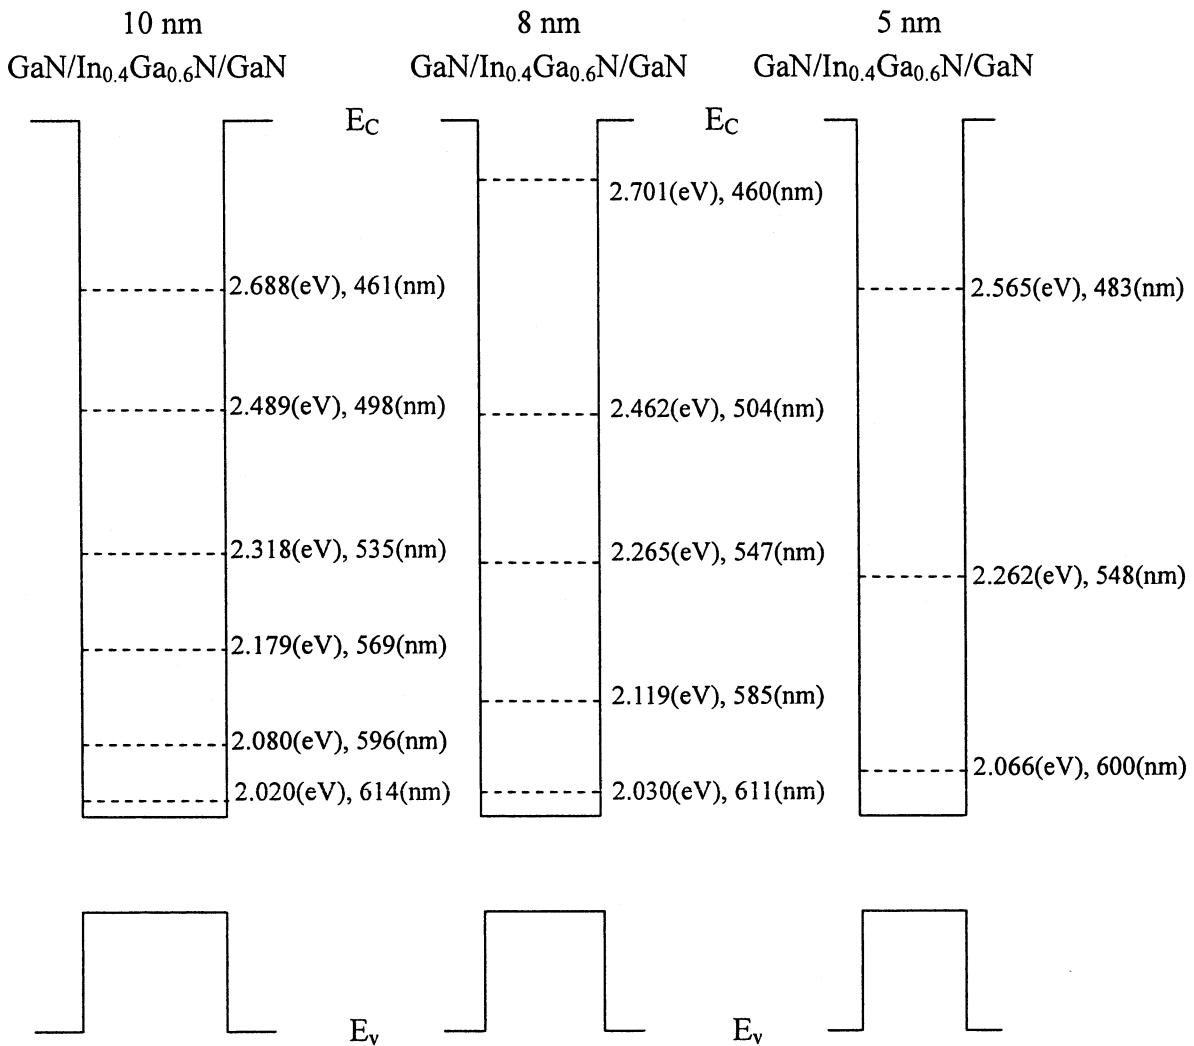 10 nm
GaN/In0.4Ga0.6N/GaN
8 nm
GaN/In0.4Ga0.6N/GaN
5 nm
GaN/In0.4Ga0.6N/GaN
EC
EC
2.688(eV), 461(nm)
2.489(eV), 498(nm)
2.318(eV), 535(nm)
2.179(eV), 569(nm)
2.080(eV), 596(nm)
2.020(eV), 614(nm)
2.701(eV), 460(nm)
2.462(eV), 504(nm)
2.265(eV), 547(nm)
2.119(eV), 585(nm)
2.030(eV), 611(nm)
2.565(eV), 483(nm)
2.262(eV), 548(nm)
2.066(eV), 600(nm)
Ev
Ev